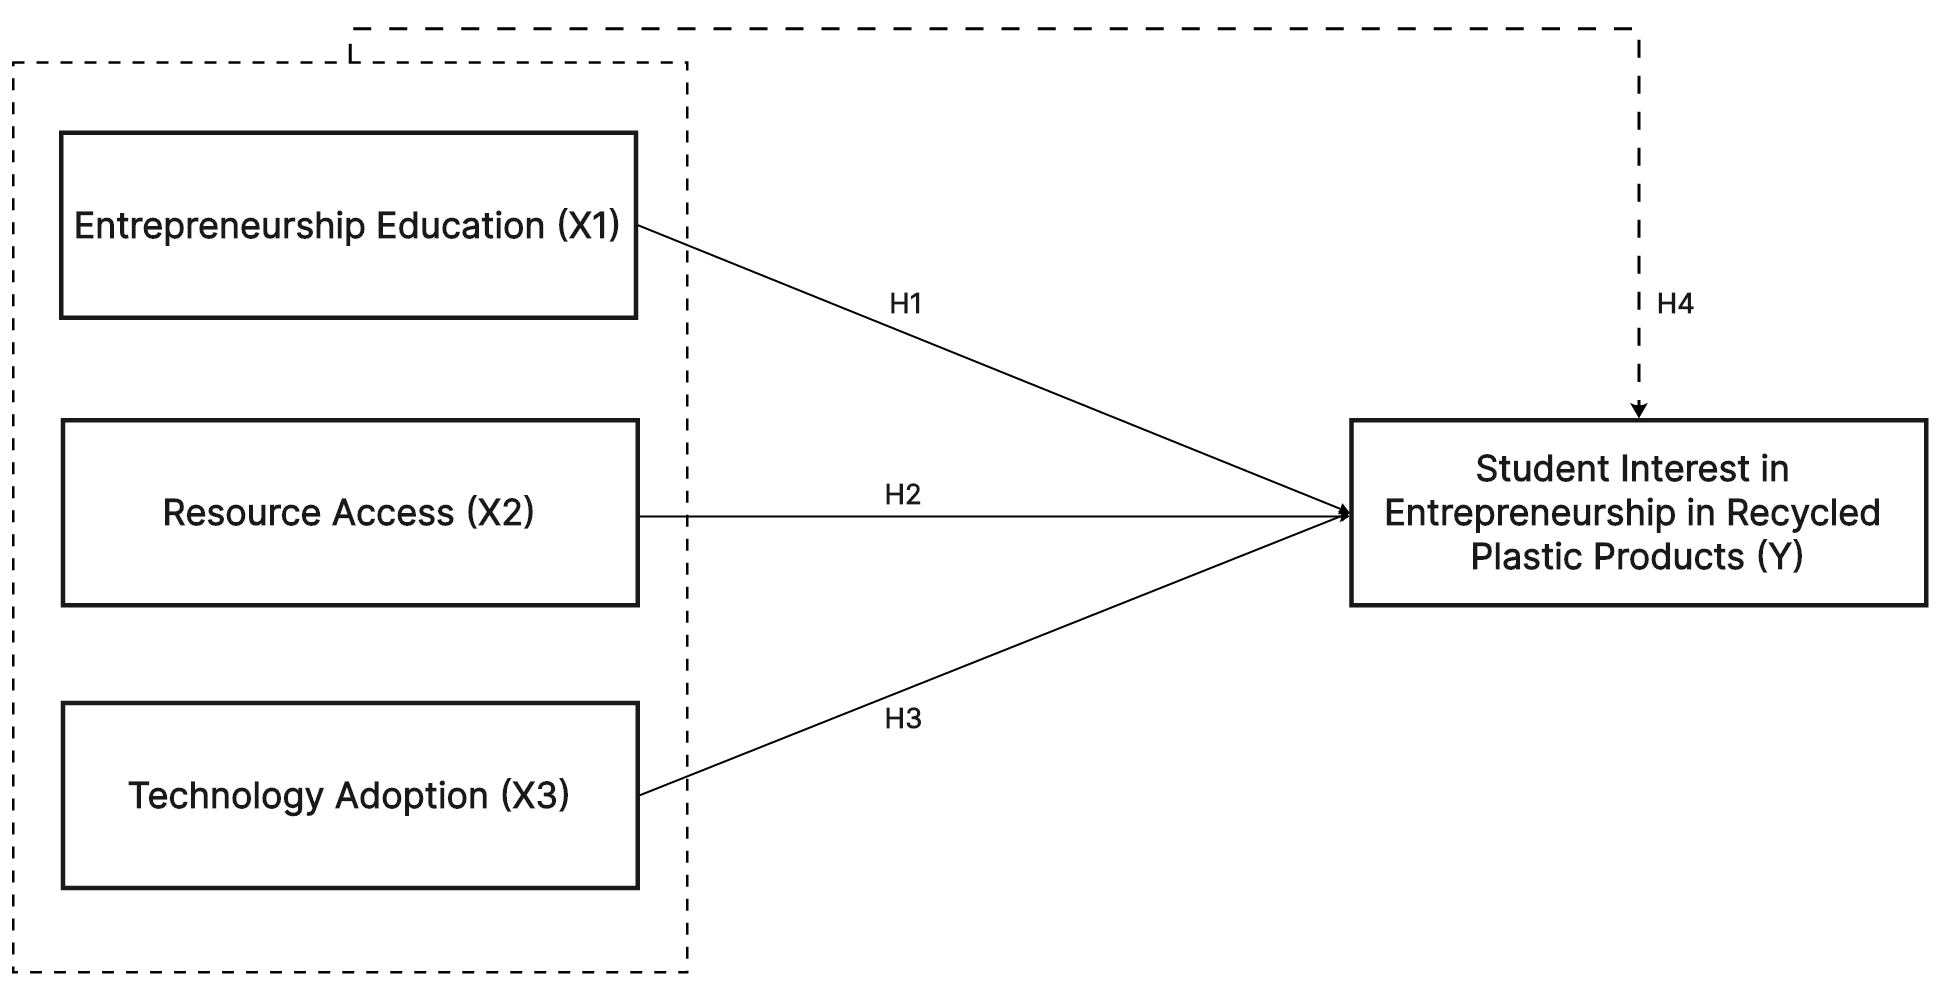 Entrepreneurship Education (X1)
H1
H4
Resource Access (X2)
H2
Student Interest in
Entrepreneurship in Recycled
Plastic Products (Y)
H3
Technology Adoption (X3)